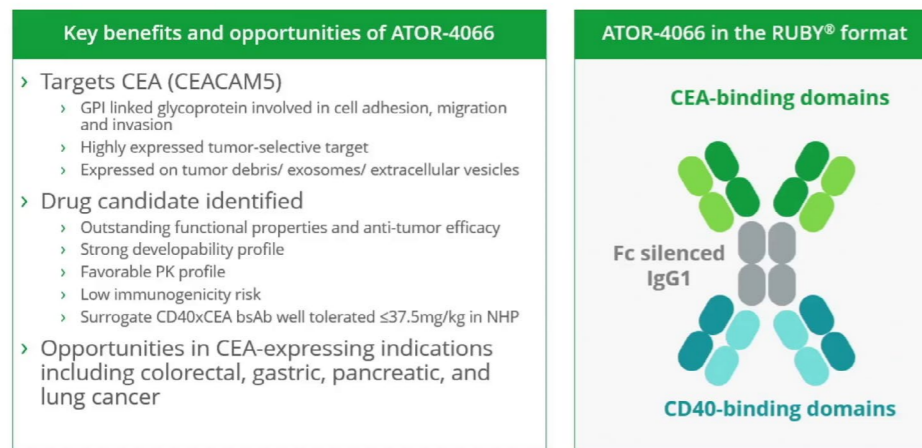 Key benefits and opportunities of ATOR-4066
› Targets CEA (CEACAM5)
› GPI linked glycoprotein involved in cell adhesion, migration
and invasion
› Highly expressed tumor-selective target
› Expressed on tumor debris/ exosomes/ extracellular vesicles
› Drug candidate identified
› Outstanding functional properties and anti-tumor efficacy
› Strong developability profile
› Favorable PK profile
› Low immunogenicity risk
› Surrogate CD40xCEA bsAb well tolerated ≤37.5mg/kg in NHP
› Opportunities in CEA-expressing indications
including colorectal, gastric, pancreatic, and
lung cancer
ATOR-4066 in the RUBY® format
CEA-binding domains
Fc silenced
IgG1
CD40-binding domains